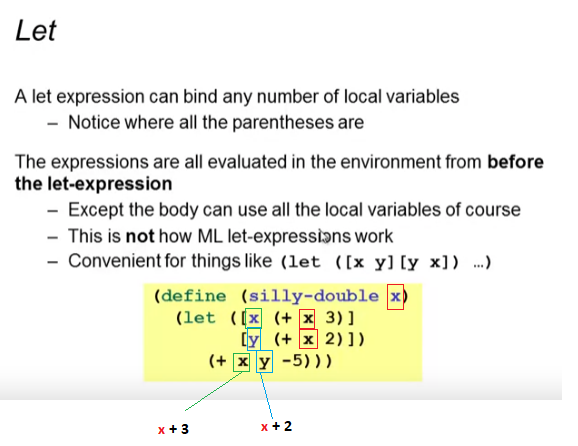 Let
A let expression can bind any number of local variables
– Notice where all the parentheses are
The expressions are all evaluated in the environment from before
the let-expression
– Except the body can use all the local variables of course
– This is not how ML let-expressions work
– Convenient for things like (let ([x y][y x]) …)
(define (silly-double x)
(let ([x (+ x 3)]
[y (+ x 2)])
(+ x y -5)))
x + 3 x + 2